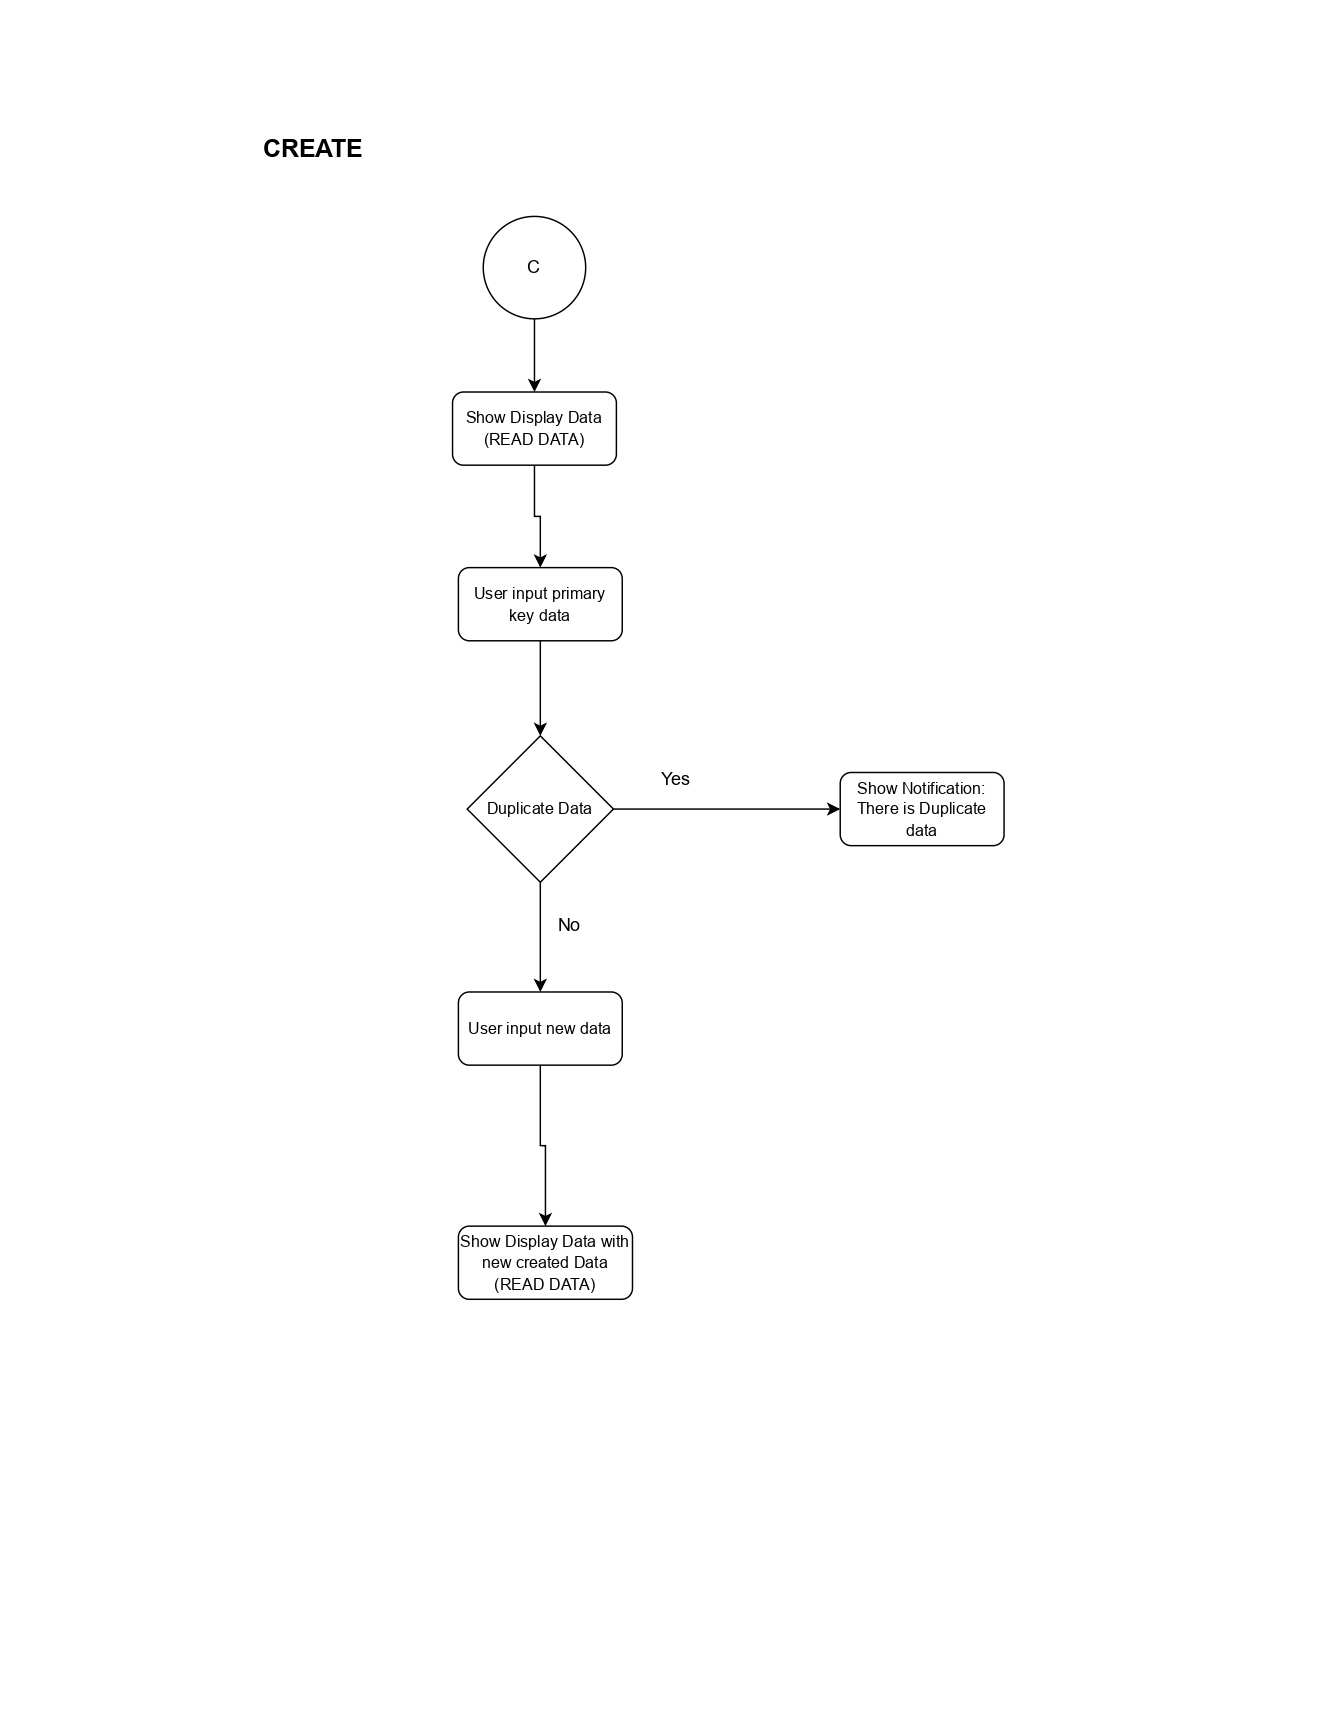 CREATE
C
Show Display Data
(READ DATA)
User input primary
key data
Duplicate Data
Yes
Show Notification:
There is Duplicate
data
No
User input new data
Show Display Data with
new created Data
(READ DATA)